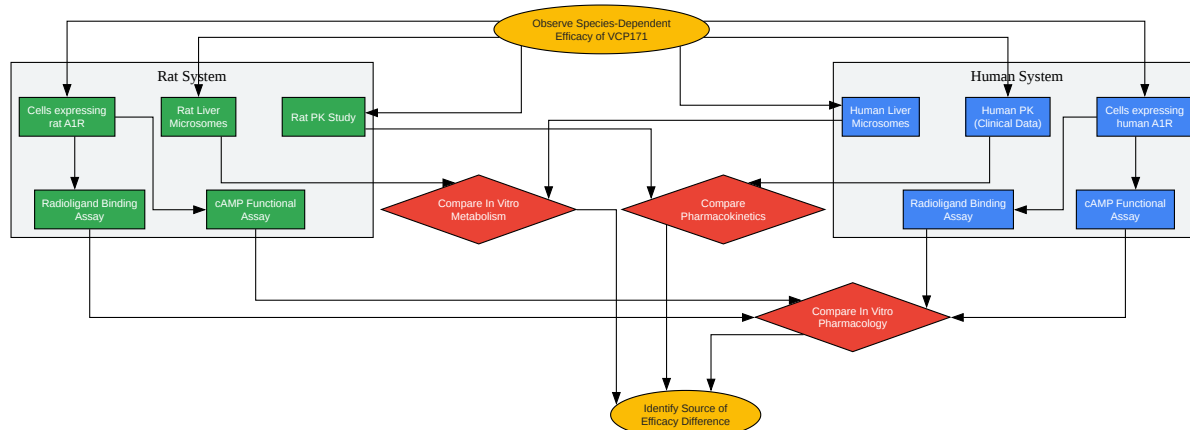 Observe Species-Dependent
Efficacy of VCP171
Rat System
Human System
Cells expressing
rat A1R
Rat Liver
Microsomes
Rat PK Study
Human Liver
Microsomes
Human PK
(Clinical Data)
Cells expressing
human A1R
Radioligand Binding
Assay
cAMP Functional
Assay
Compare In Vitro
Metabolism
Compare
Pharmacokinetics
Radioligand Binding
Assay
cAMP Functional
Assay
Compare In Vitro
Pharmacology
Identify Source of
Efficacy Difference